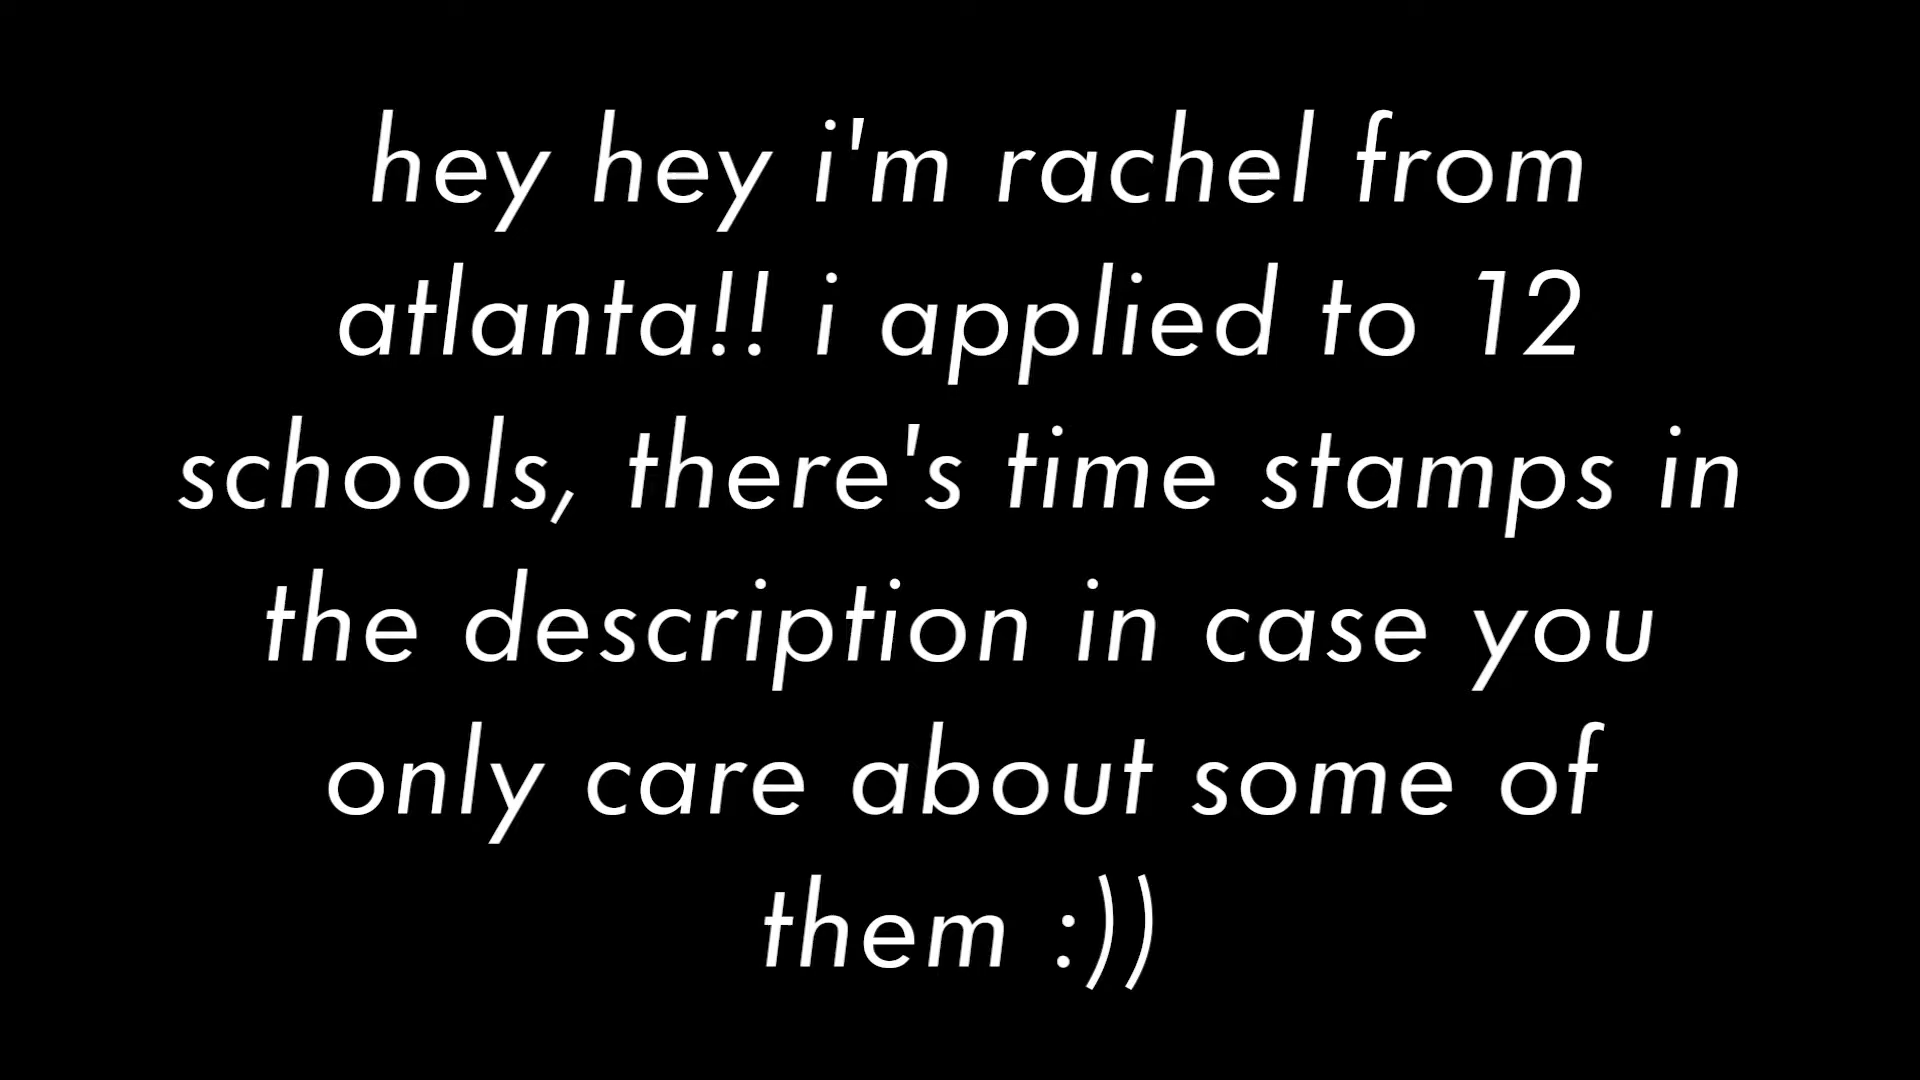 hey hey i'm rachel from
atlanta!! i applied to 12
schools, there's time stamps in
the description in case you
only care about some of
them :))